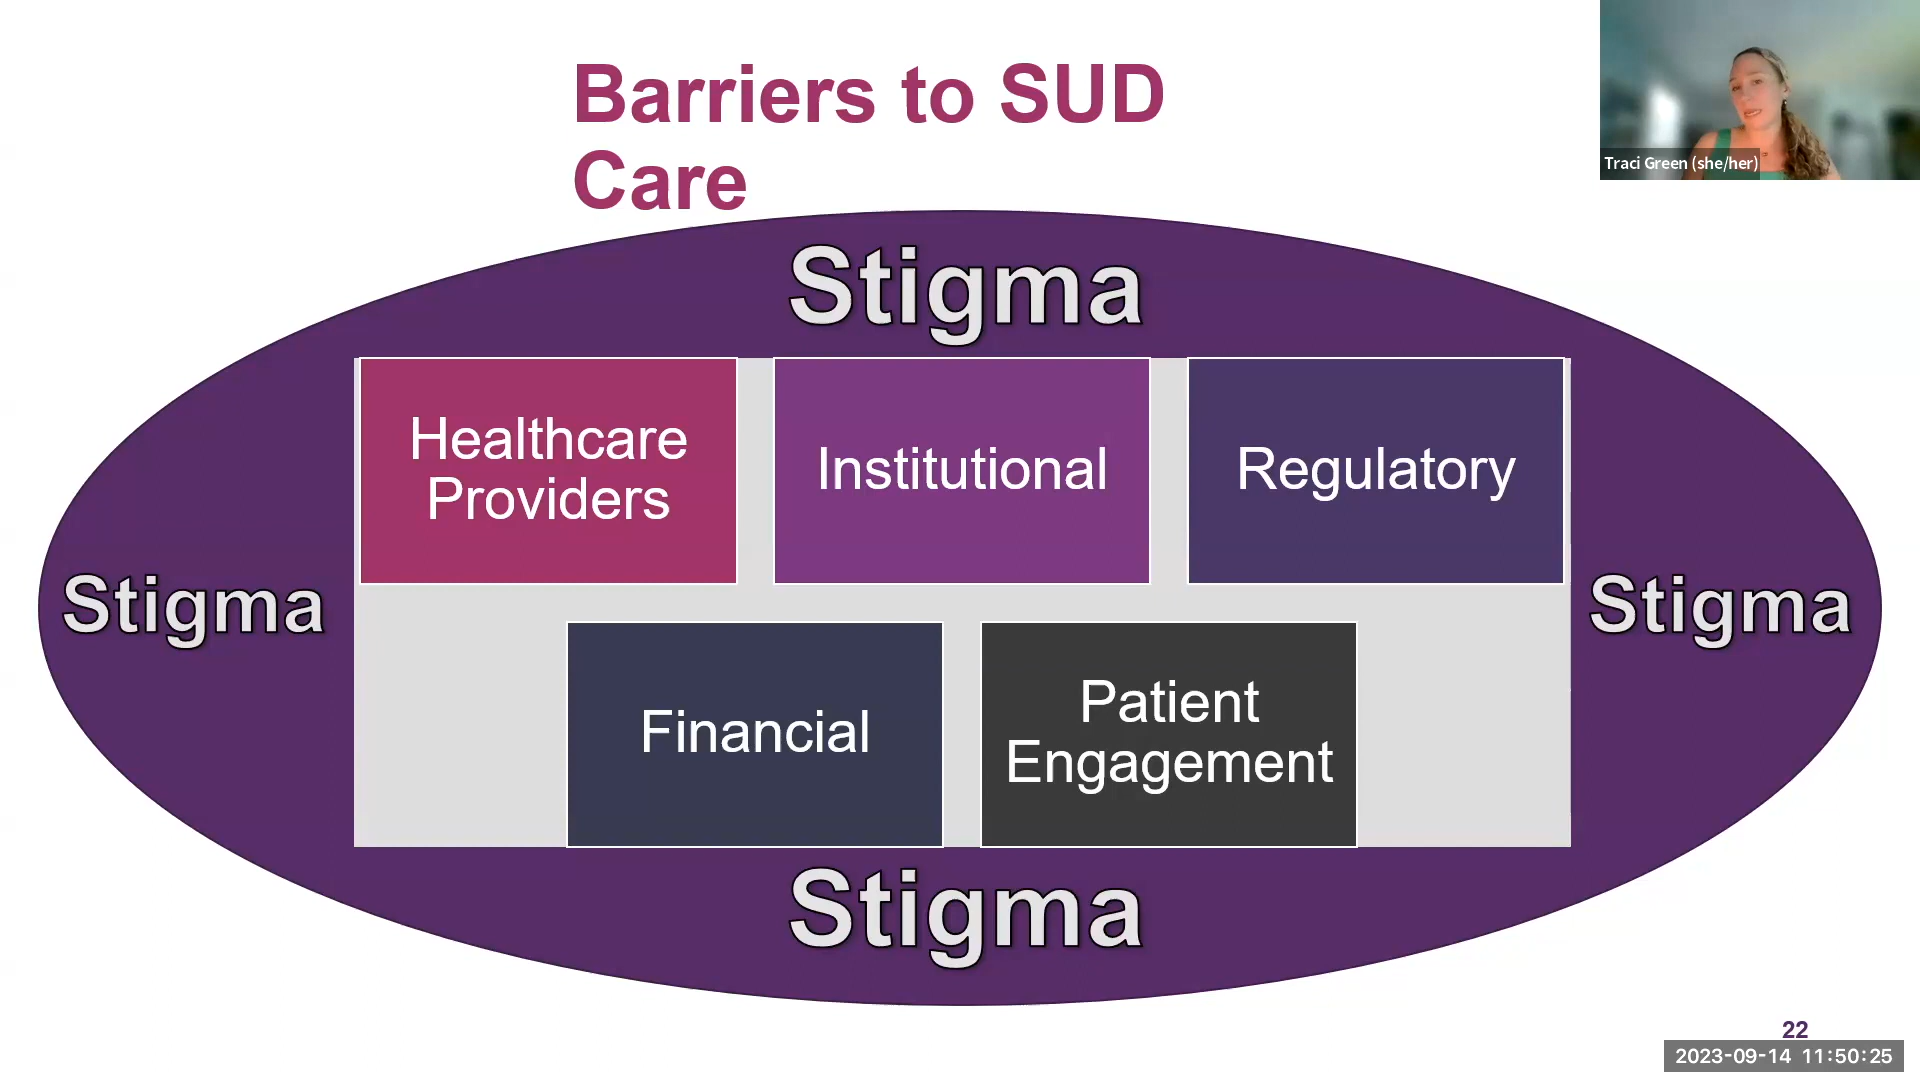 Barriers to SUD
Care
Traci Green (she/her)
Stigma
Healthcare
Providers
Institutional
Regulatory
Stigma
Stigma
Financial
Patient
Engagement
Stigma
22
2023-09-14 11:50:25